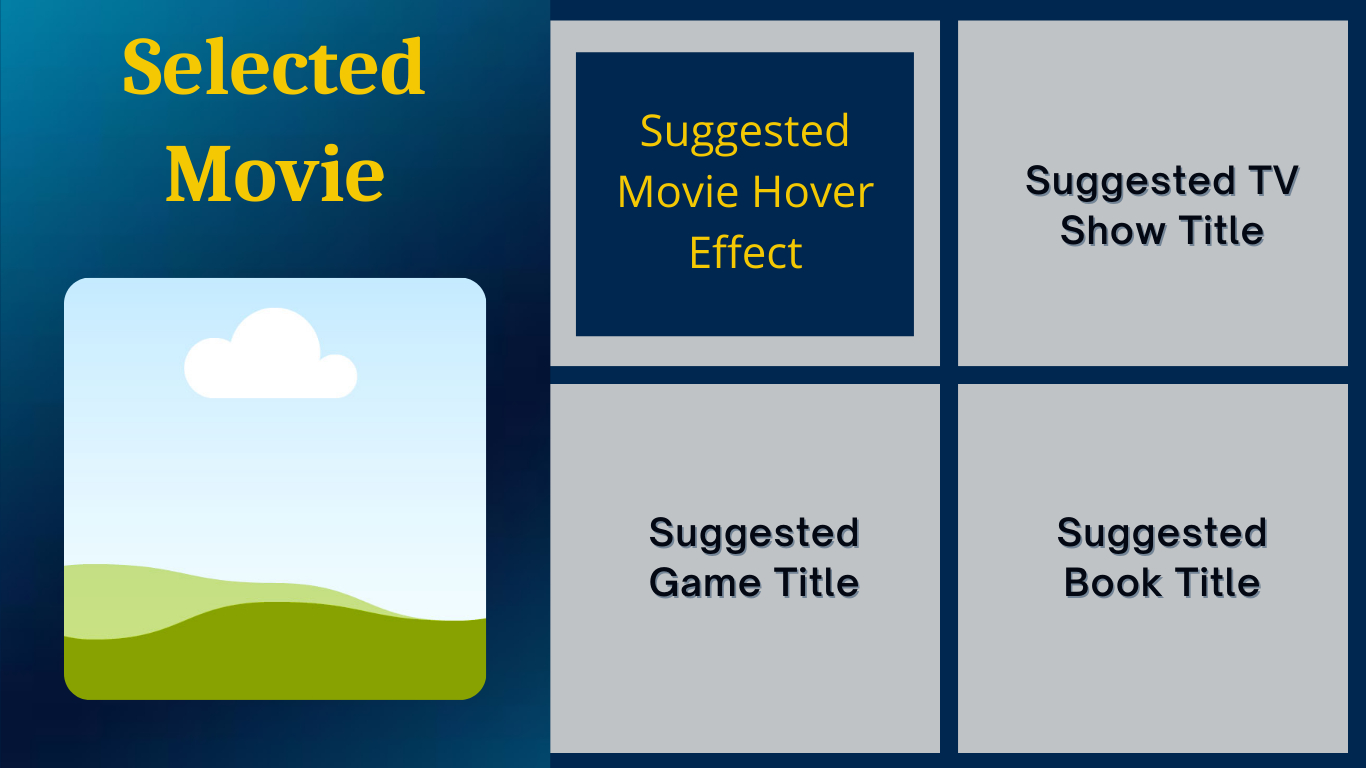 Selected
Movie
Suggested
Movie Hover
Effect
Suggested TV
Show Title
Suggested
Game Title
Suggested
Book Title